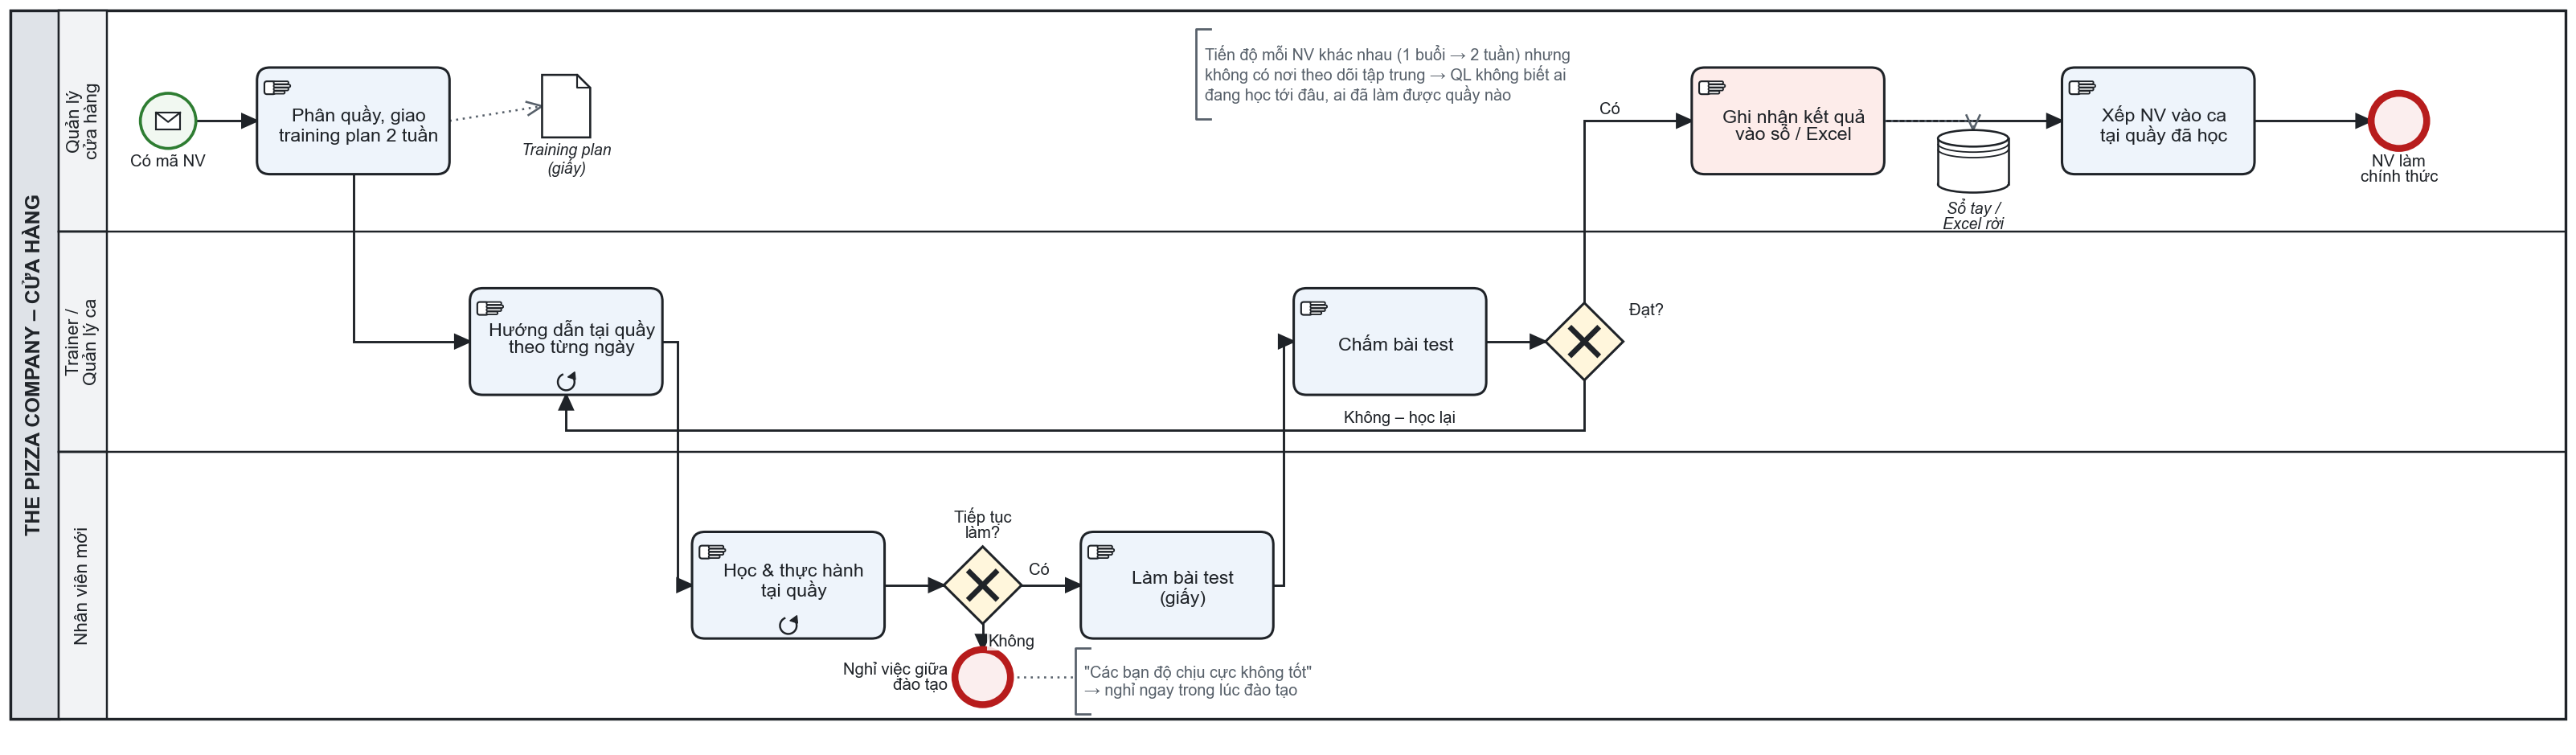 THE PIZZA COMPANY – CỬA HÀNG
Quản lý
cửa hàng
Có mã NV
Phân quầy, giao
training plan 2 tuần
Training plan
(giấy)
Tiến độ mỗi NV khác nhau (1 buổi → 2 tuần) nhưng
không có nơi theo dõi tập trung → QL không biết ai
đang học tới đâu, ai đã làm được quầy nào
Có
Ghi nhận kết quả
vào sổ / Excel
Sổ tay /
Excel rời
Xếp NV vào ca
tại quầy đã học
NV làm
chính thức
Trainer /
Quản lý ca
Hướng dẫn tại quầy
theo từng ngày
Chấm bài test
Đạt?
Không – học lại
Nhân viên mới
Học & thực hành
tại quầy
Tiếp tục
làm?
Có
Làm bài test
(giấy)
Không
Nghỉ việc giữa
đào tạo
"Các bạn độ chịu cực không tốt"
→ nghỉ ngay trong lúc đào tạo